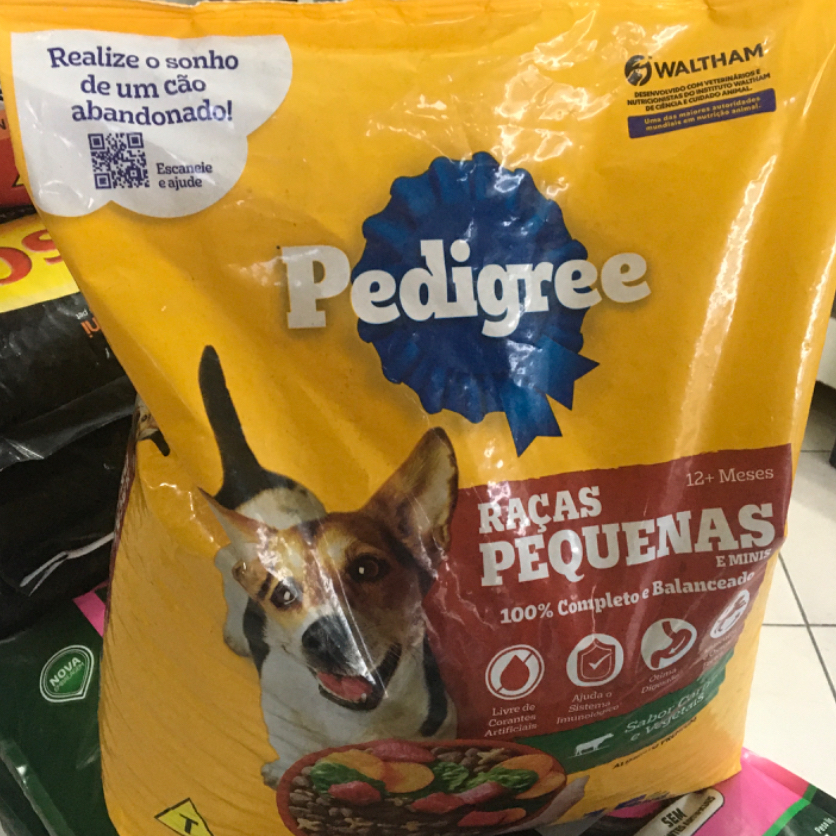 Realize o sonho
de um cão
abandonado!
Escaneie
e ajude
WALTHAM
DESENVOLVIDO COM VETERINÁRIOS E
NUTRICIONISTAS DO INSTITUTO WALTHAM
DE CIÊNCIA E CUIDADO ANIMAL.
Uma das maiores autoridades
mundiais em nutrição animal.
Pedigree
12+ Meses
RAÇAS
PEQUENAS
E MINIS
100% Completo e Balanceado
Livre de
Corantes
Artificiais
Ajuda o
Sistema
Imunológico
Ótima
Sabor
e Vegetais
NOVA
SEM